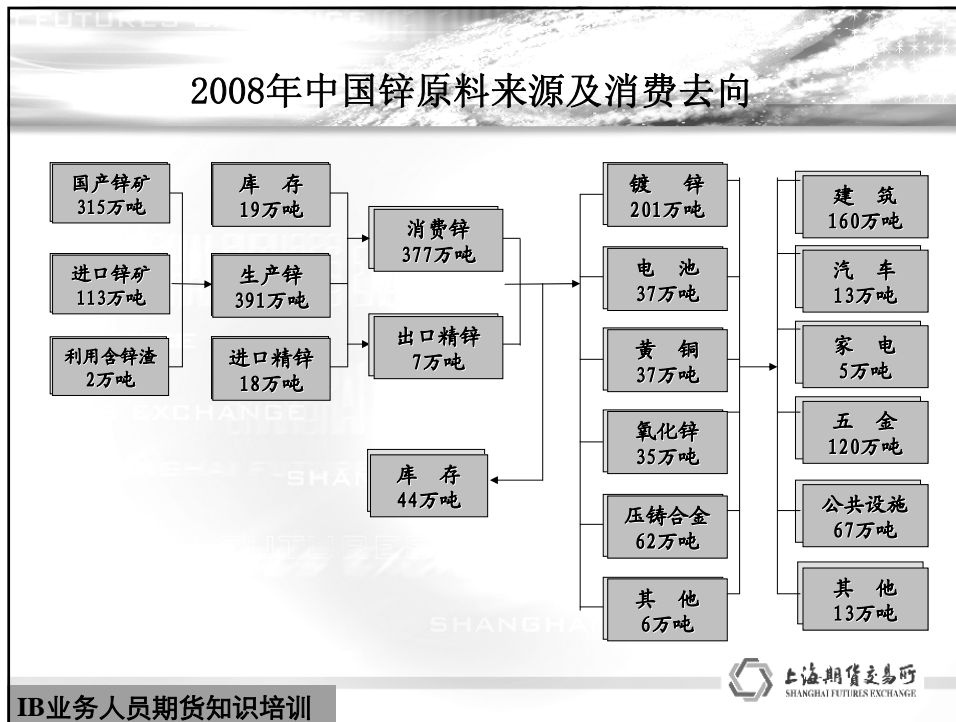 FUTURES EXCHANGE
2008年中国锌原料来源及消费去向
国产锌矿
315万吨
进口锌矿
113万吨
利用含锌渣
2万吨
库 存
19万吨
生产锌
391万吨
进口精锌
18万吨
消费锌
377万吨
出口精锌
7万吨
库 存
44万吨
镀 锌
201万吨
电 池
37万吨
黄 铜
37万吨
氧化锌
35万吨
压铸合金
62万吨
其 他
6万吨
建 筑
160万吨
汽 车
13万吨
家 电
5万吨
五 金
120万吨
公共设施
67万吨
其 他
13万吨
EXCHANGE
FUTURES
上海期货交易所
SHANGHAI FUTURES EXCHANGE
IB业务人员期货知识培训